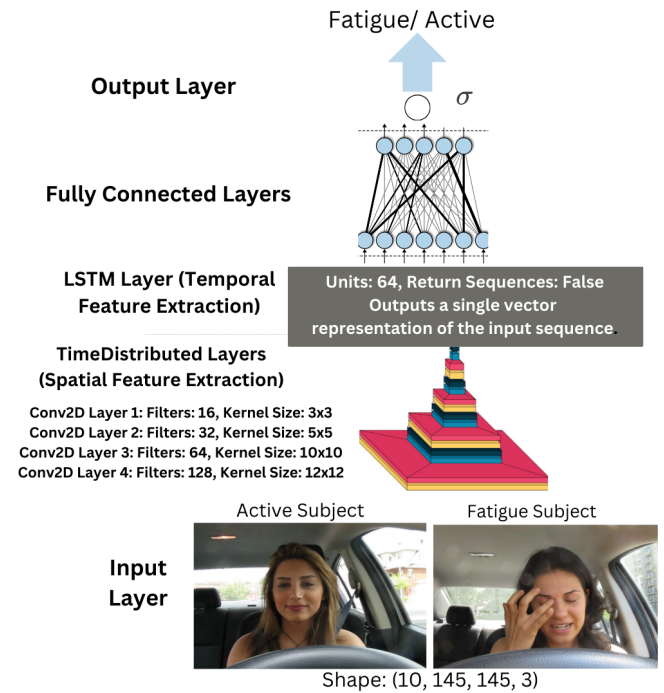 Fatigue/ Active
Output Layer
σ
Fully Connected Layers
LSTM Layer (Temporal
Feature Extraction)
Units: 64, Return Sequences: False
Outputs a single vector
representation of the input sequence.
TimeDistributed Layers
(Spatial Feature Extraction)
Conv2D Layer 1: Filters: 16, Kernel Size: 3x3
Conv2D Layer 2: Filters: 32, Kernel Size: 5x5
Conv2D Layer 3: Filters: 64, Kernel Size: 10x10
Conv2D Layer 4: Filters: 128, Kernel Size: 12x12
Active Subject
Fatigue Subject
Input
Layer
Shape: (10, 145, 145, 3)